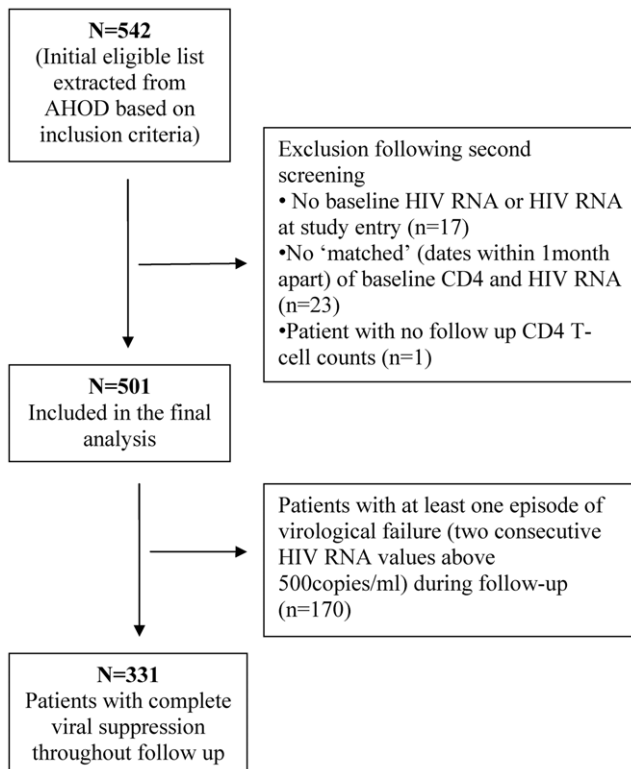 N=542
(Initial eligible list
extracted from
AHOD based on
inclusion criteria)
Exclusion following second
screening
• No baseline HIV RNA or HIV RNA
at study entry (n=17)
•No ‘matched’ (dates within 1month
apart) of baseline CD4 and HIV RNA
(n=23)
•Patient with no follow up CD4 T-
cell counts (n=1)
N=501
Included in the final
analysis
Patients with at least one episode of
virological failure (two consecutive
HIV RNA values above
500copies/ml) during follow-up
(n=170)
N=331
Patients with complete
viral suppression
throughout follow up